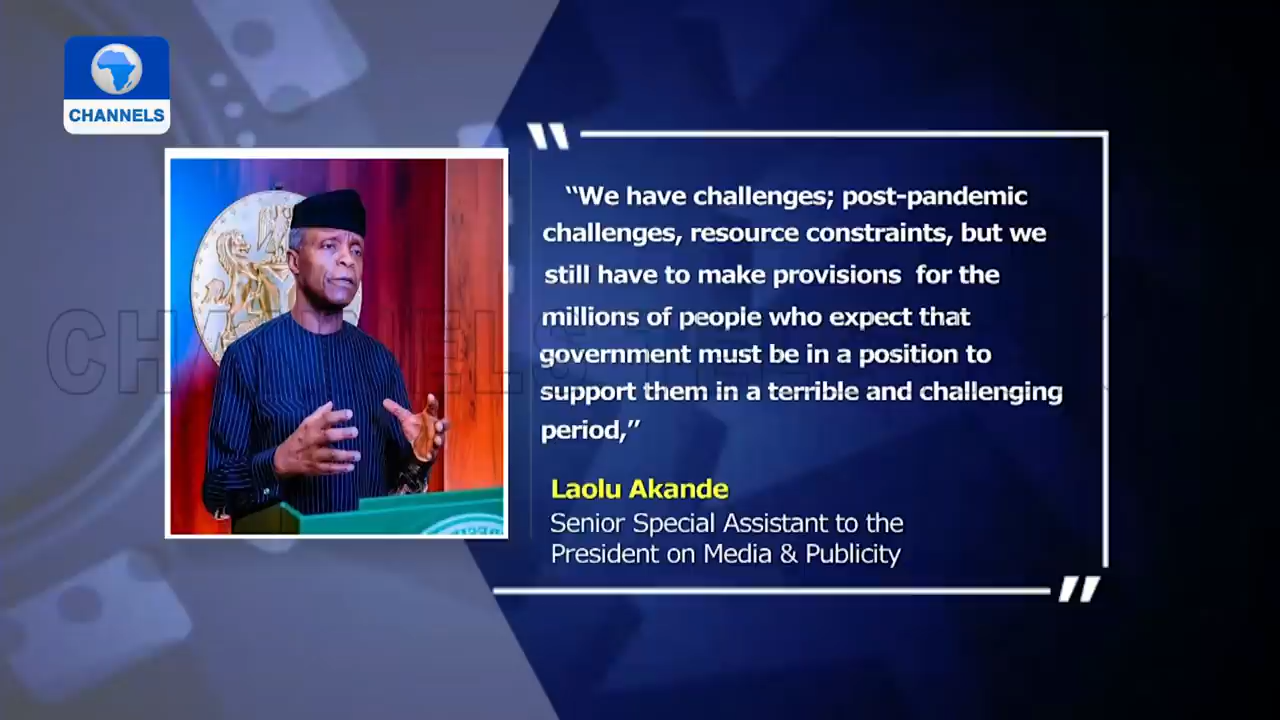 CHANNELS
“We have challenges; post-pandemic
challenges, resource constraints, but we
still have to make provisions for the
millions of people who expect that
government must be in a position to
support them in a terrible and challenging
period,”
Laolu Akande
Senior Special Assistant to the
President on Media & Publicity